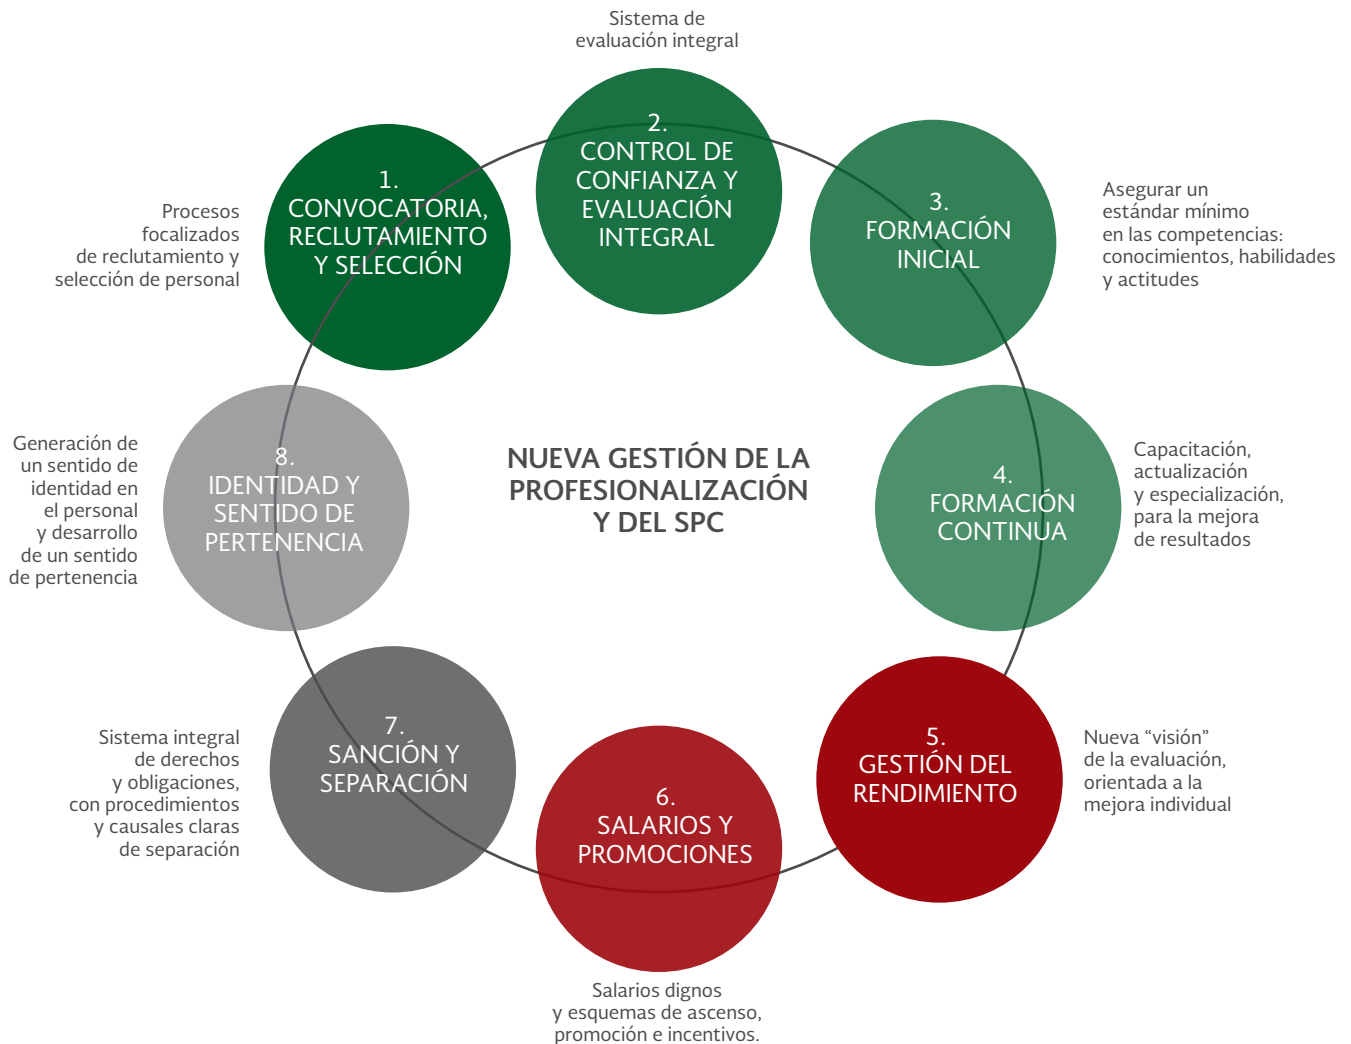 Sistema de
evaluación integral
2.
CONTROL DE
CONFIANZA Y
EVALUACIÓN
INTEGRAL
1.
CONVOCATORIA,
RECLUTAMIENTO
Y SELECCIÓN
Procesos
focalizados
de reclutamiento y
selección de personal
3.
FORMACIÓN
INICIAL
Asegurar un
estándar mínimo
en las competencias:
conocimientos, habilidades
y actitudes
NUEVA GESTIÓN DE LA
PROFESIONALIZACIÓN
Y DEL SPC
4.
FORMACIÓN
CONTINUA
Capacitación,
actualización
y especialización,
para la mejora
de resultados
5.
GESTIÓN DEL
RENDIMIENTO
Nueva “visión”
de la evaluación,
orientada a la
mejora individual
6.
SALARIOS Y
PROMOCIONES
Salarios dignos
y esquemas de ascenso,
promoción e incentivos.
7.
SANCIÓN Y
SEPARACIÓN
Sistema integral
de derechos
y obligaciones,
con procedimientos
y causales claras
de separación
8.
IDENTIDAD Y
SENTIDO DE
PERTENENCIA
Generación de
un sentido de
identidad en
el personal
y desarrollo
de un sentido
de pertenencia